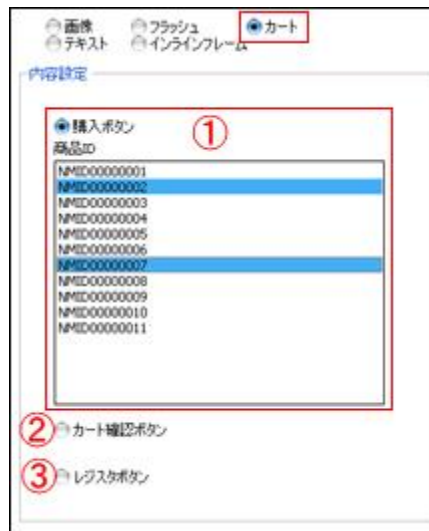 画像 フラッシュ カート
テキスト インラインフレーム
内容設定
購入ボタン ①
商品ID
NMID00000001
NMID00000002
NMID00000003
NMID00000004
NMID00000005
NMID00000006
NMID00000007
NMID00000008
NMID00000009
NMID00000010
NMID00000011
② カート確認ボタン
③ レジスタボタン